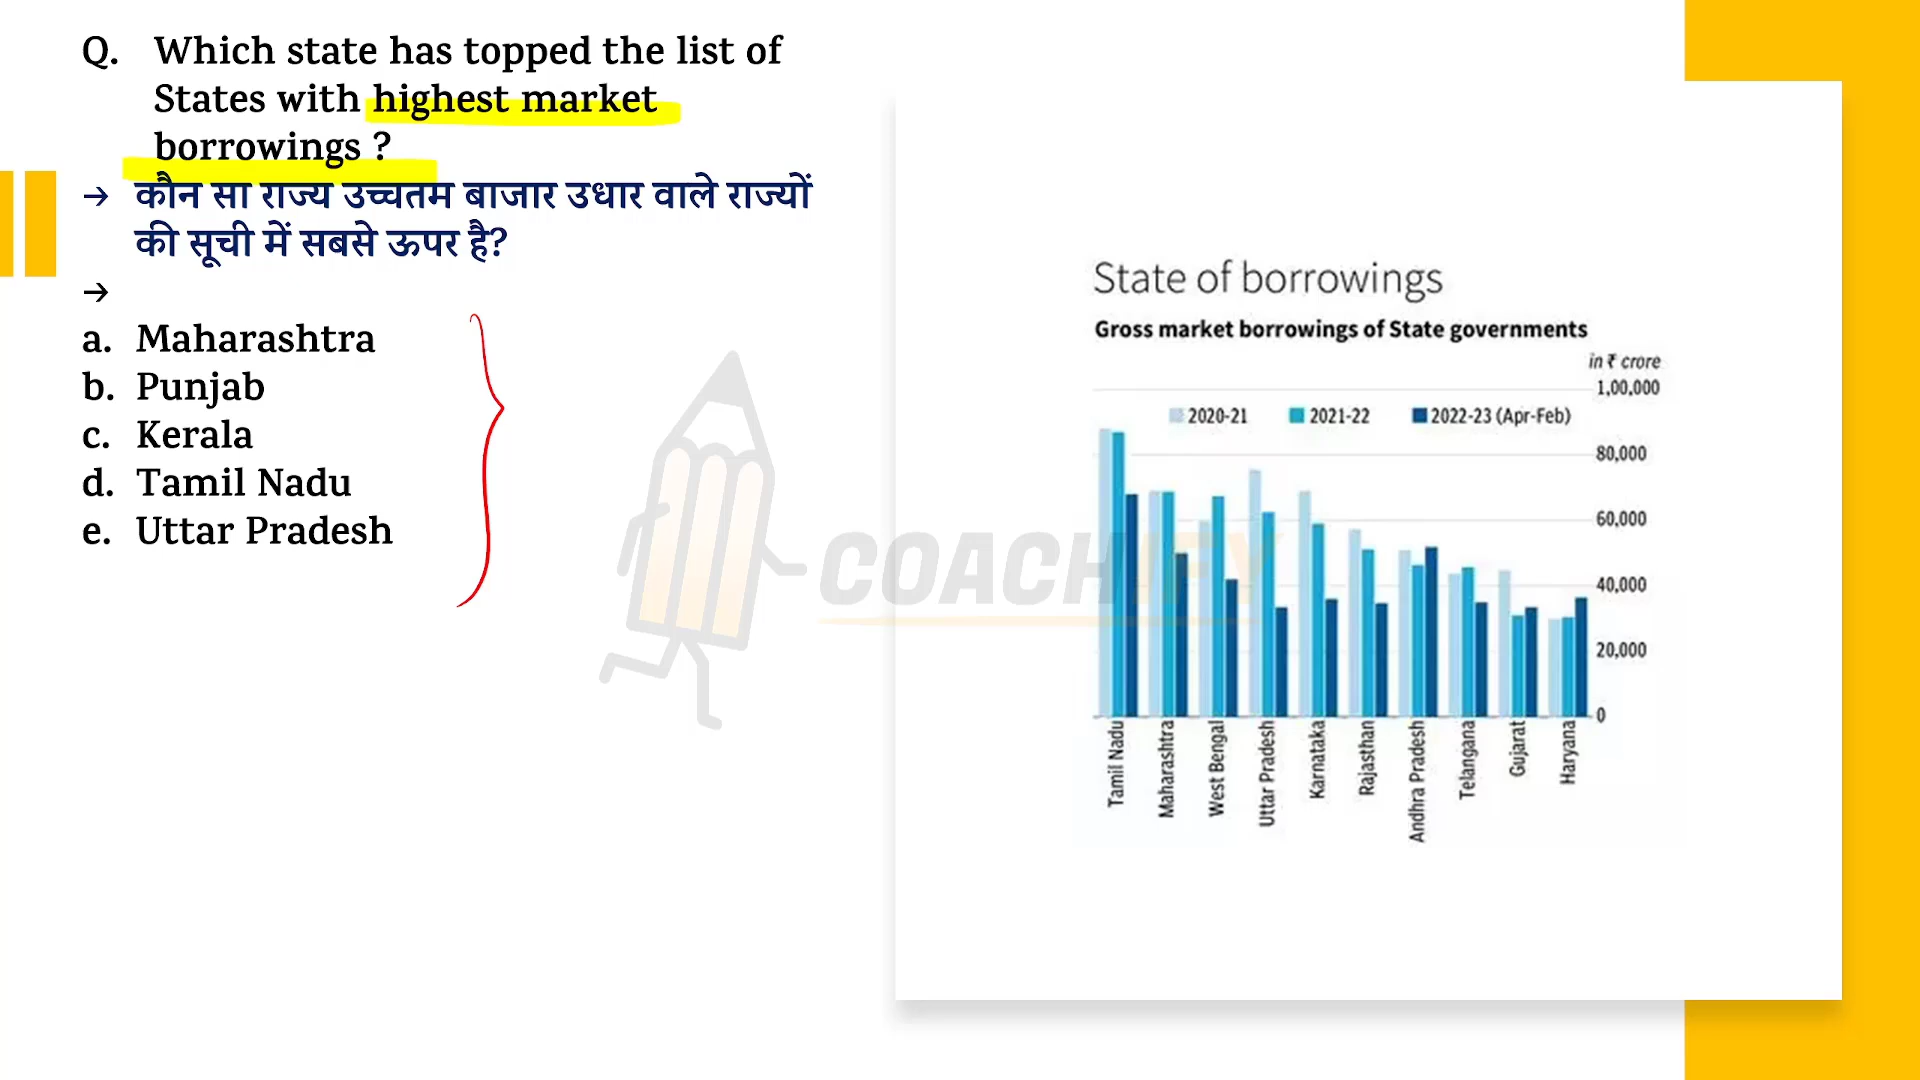 Q. Which state has topped the list of
States with highest market
borrowings ?
→ कौन सा राज्य उच्चतम बाजार उधार वाले राज्यों
की सूची में सबसे ऊपर है?
→
a. Maharashtra
b. Punjab
c. Kerala
d. Tamil Nadu
e. Uttar Pradesh
COACHIFY
State of borrowings
Gross market borrowings of State governments
in ₹ crore
1,00,000
2020-21 2021-22 2022-23 (Apr-Feb)
80,000
60,000
40,000
20,000
0
Tamil Nadu
Maharashtra
West Bengal
Uttar Pradesh
Karnataka
Rajasthan
Andhra Pradesh
Telangana
Gujarat
Haryana